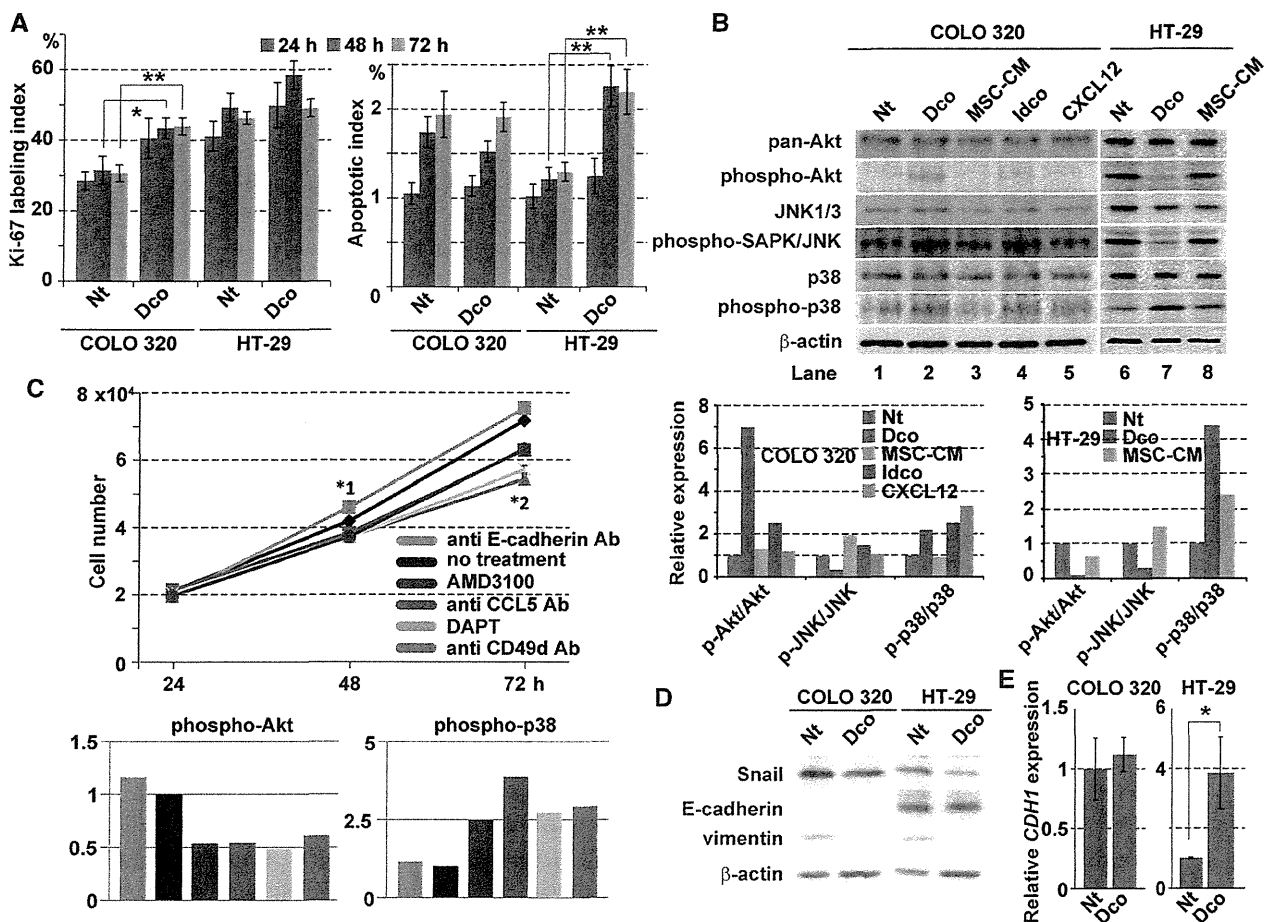 A
%
24 h 48 h 72 h
Ki-67 labeling index
60
40
20
0
*
**
Nt
Dco
Nt
Dco
COLO 320
HT-29
%
Apoptotic index
2
1
0
**
**
Nt
Dco
Nt
Dco
COLO 320
HT-29
B
COLO 320
HT-29
Nt
Dco
MSC-CM
Idco
CXCL12
Nt
Dco
MSC-CM
pan-Akt
phospho-Akt
JNK1/3
phospho-SAPK/JNK
p38
phospho-p38
β-actin
Lane 1 2 3 4 5 6 7 8
Relative expression
8
6
4
2
0
COLO 320
Nt
Dco
MSC-CM
Idco
CXCL12
p-Akt/Akt
p-JNK/JNK
p-p38/p38
5
4
3
2
1
0
HT-29
Nt
Dco
MSC-CM
p-Akt/Akt
p-JNK/JNK
p-p38/p38
C
8 x10⁴
6
4
2
0
Cell number
*1
*2
anti E-cadherin Ab
no treatment
AMD3100
anti CCL5 Ab
DAPT
anti CD49d Ab
24 48 72 h
phospho-Akt
1.5
1
0.5
0
phospho-p38
5
2.5
0
D
COLO 320
HT-29
Nt
Dco
Nt
Dco
Snail
E-cadherin
vimentin
β-actin
E
COLO 320
HT-29
Relative CDH1 expression
1.5
1
0.5
0
Nt
Dco
6
4
2
0
*
Nt
Dco